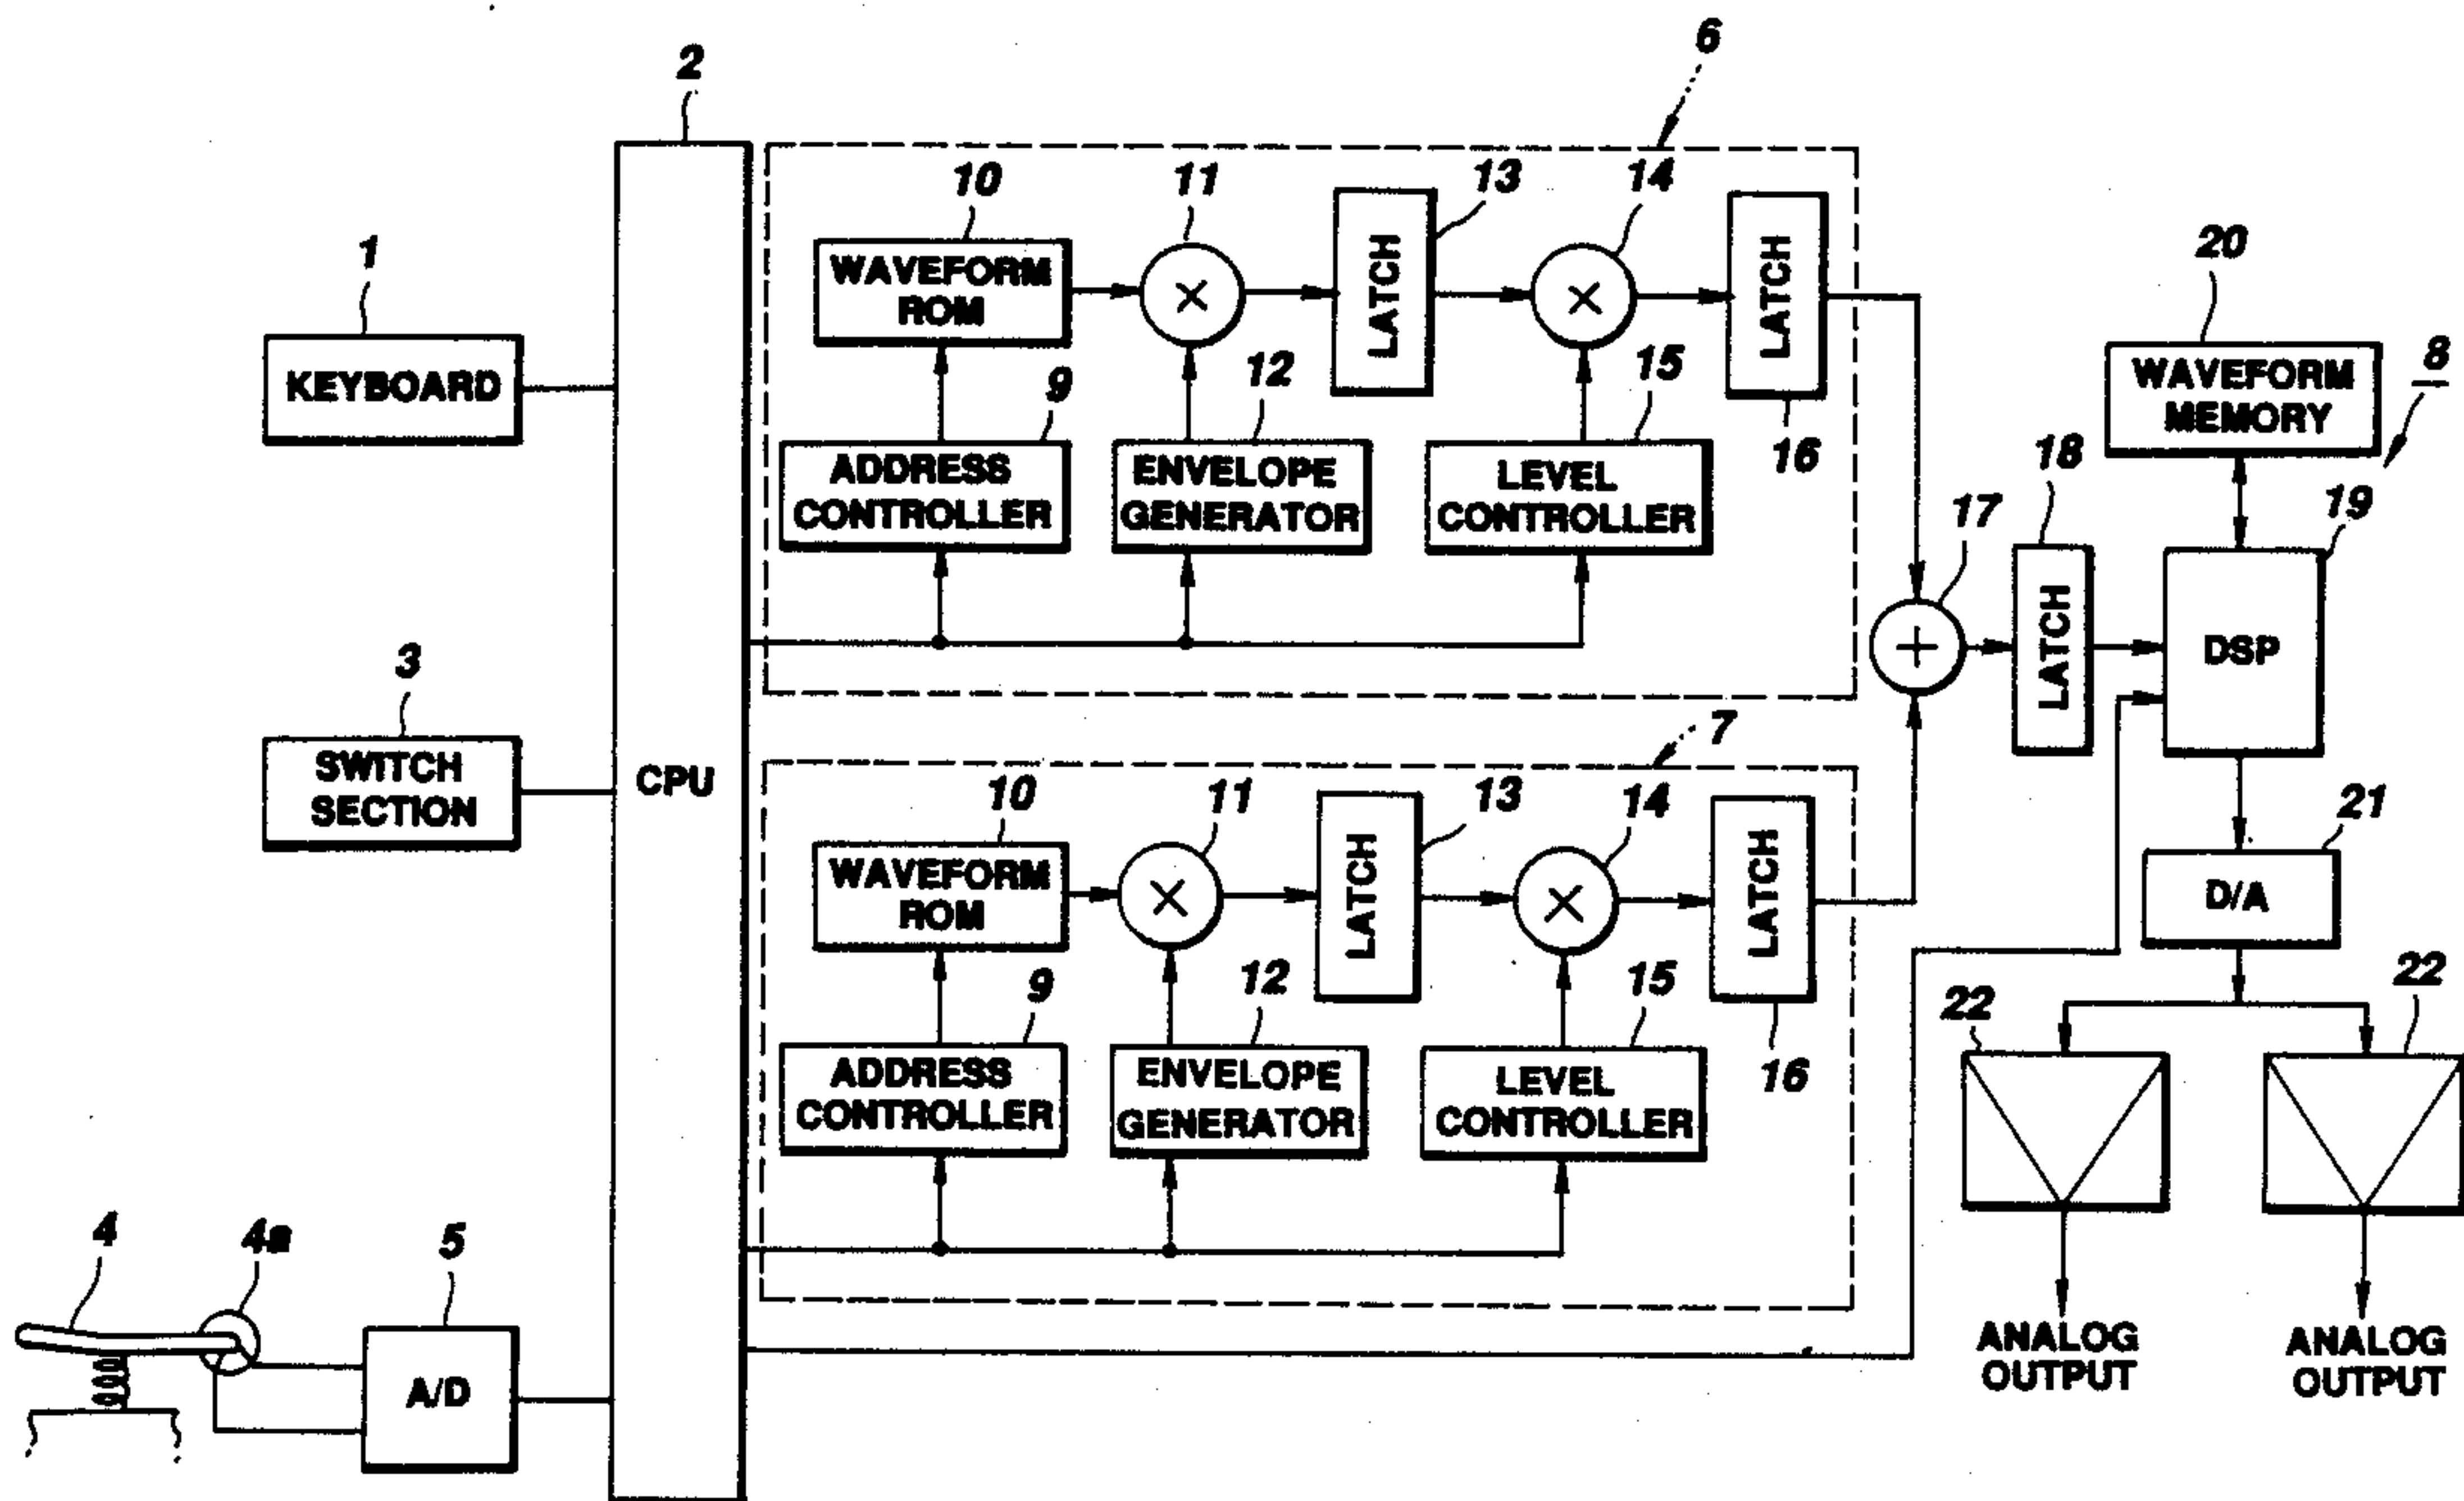 2
6
10
11
13
14
1
WAVEFORM
ROM
×
LATCH
×
LATCH
20
KEYBOARD
9
12
15
16
WAVEFORM
MEMORY
8
ADDRESS
CONTROLLER
ENVELOPE
GENERATOR
LEVEL
CONTROLLER
18
17
19
3
+
LATCH
DSP
SWITCH
SECTION
CPU
7
10
11
13
14
21
WAVEFORM
ROM
×
LATCH
×
LATCH
D/A
9
12
15
16
22
22
ADDRESS
CONTROLLER
ENVELOPE
GENERATOR
LEVEL
CONTROLLER
4
4a
5
A/D
ANALOG
OUTPUT
ANALOG
OUTPUT